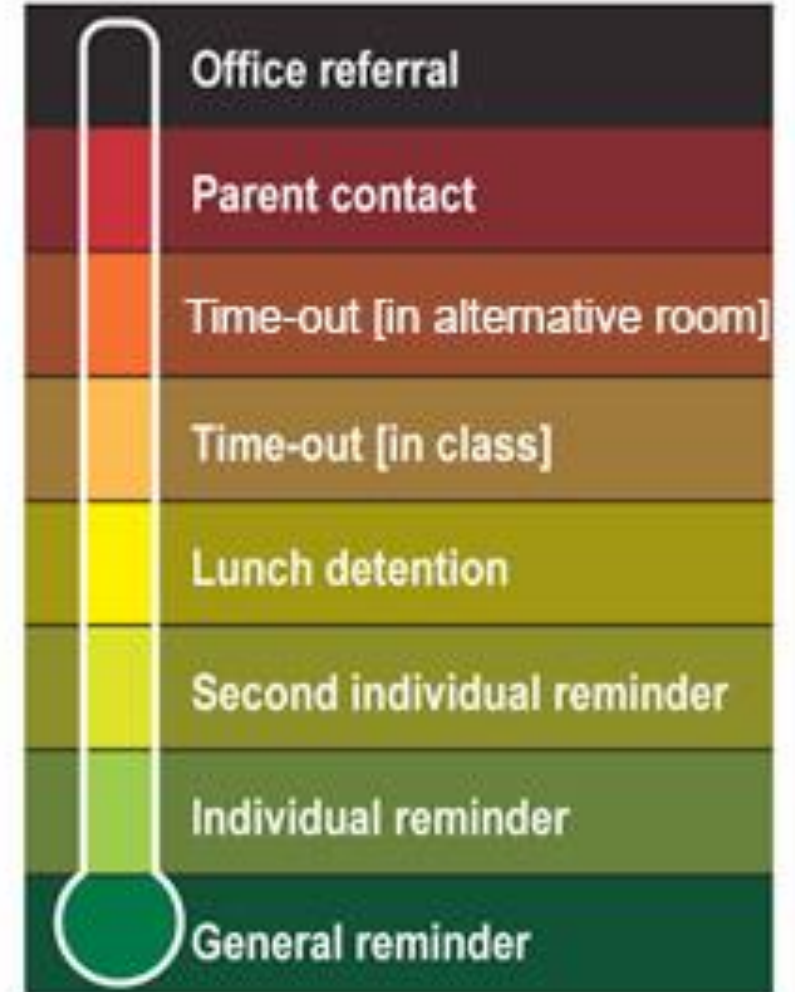 Office referral
Parent contact
Time-out [in alternative room]
Time-out [in class]
Lunch detention
Second individual reminder
Individual reminder
General reminder